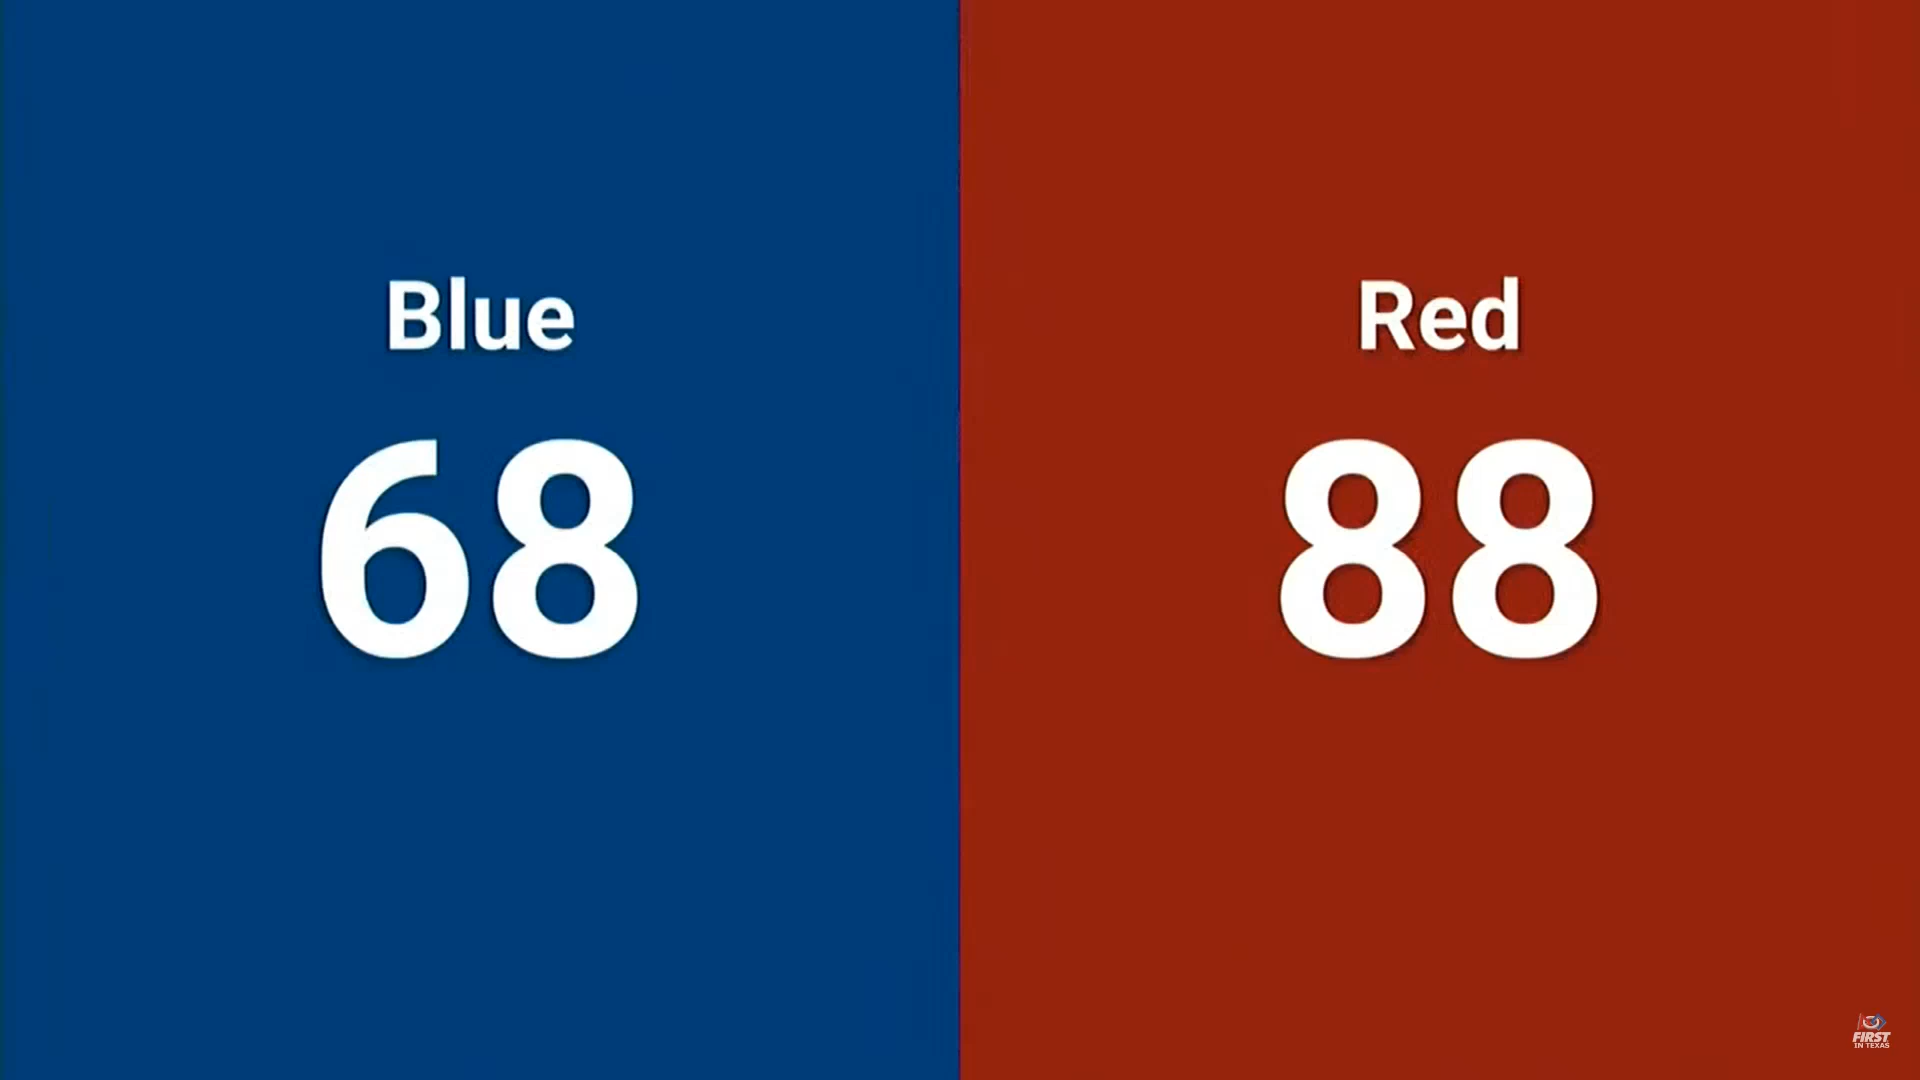 Blue
68
Red
88
FIRST
IN TEXAS